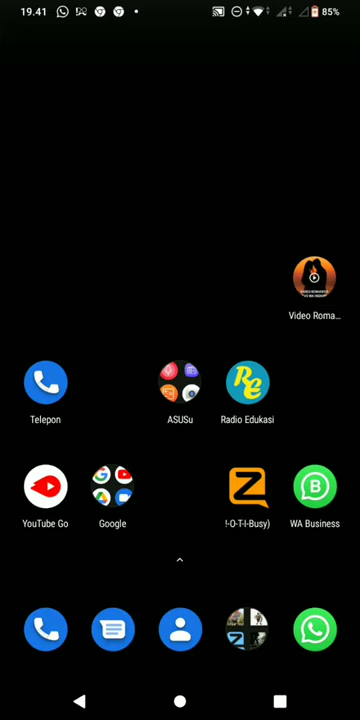 19.41
85%
Video Roma...
Telepon
ASUSu
Radio Edukasi
YouTube Go
Google
!-O-T-I-Busy)
WA Business